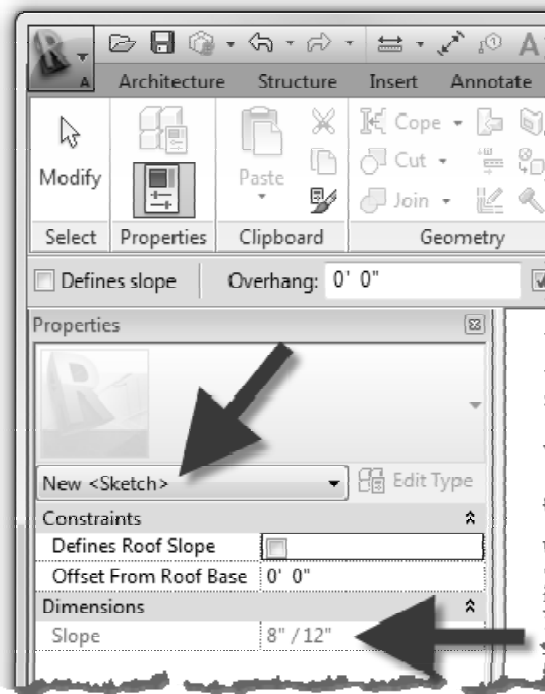 A
A
Architecture Structure Insert Annotate
Modify
Paste
Cope
Cut
Join
Select Properties Clipboard Geometry
Defines slope Overhang: 0' 0"
Properties
R
New <Sketch> Edit Type
Constraints
Defines Roof Slope
Offset From Roof Base 0' 0"
Dimensions
Slope 8" / 12"